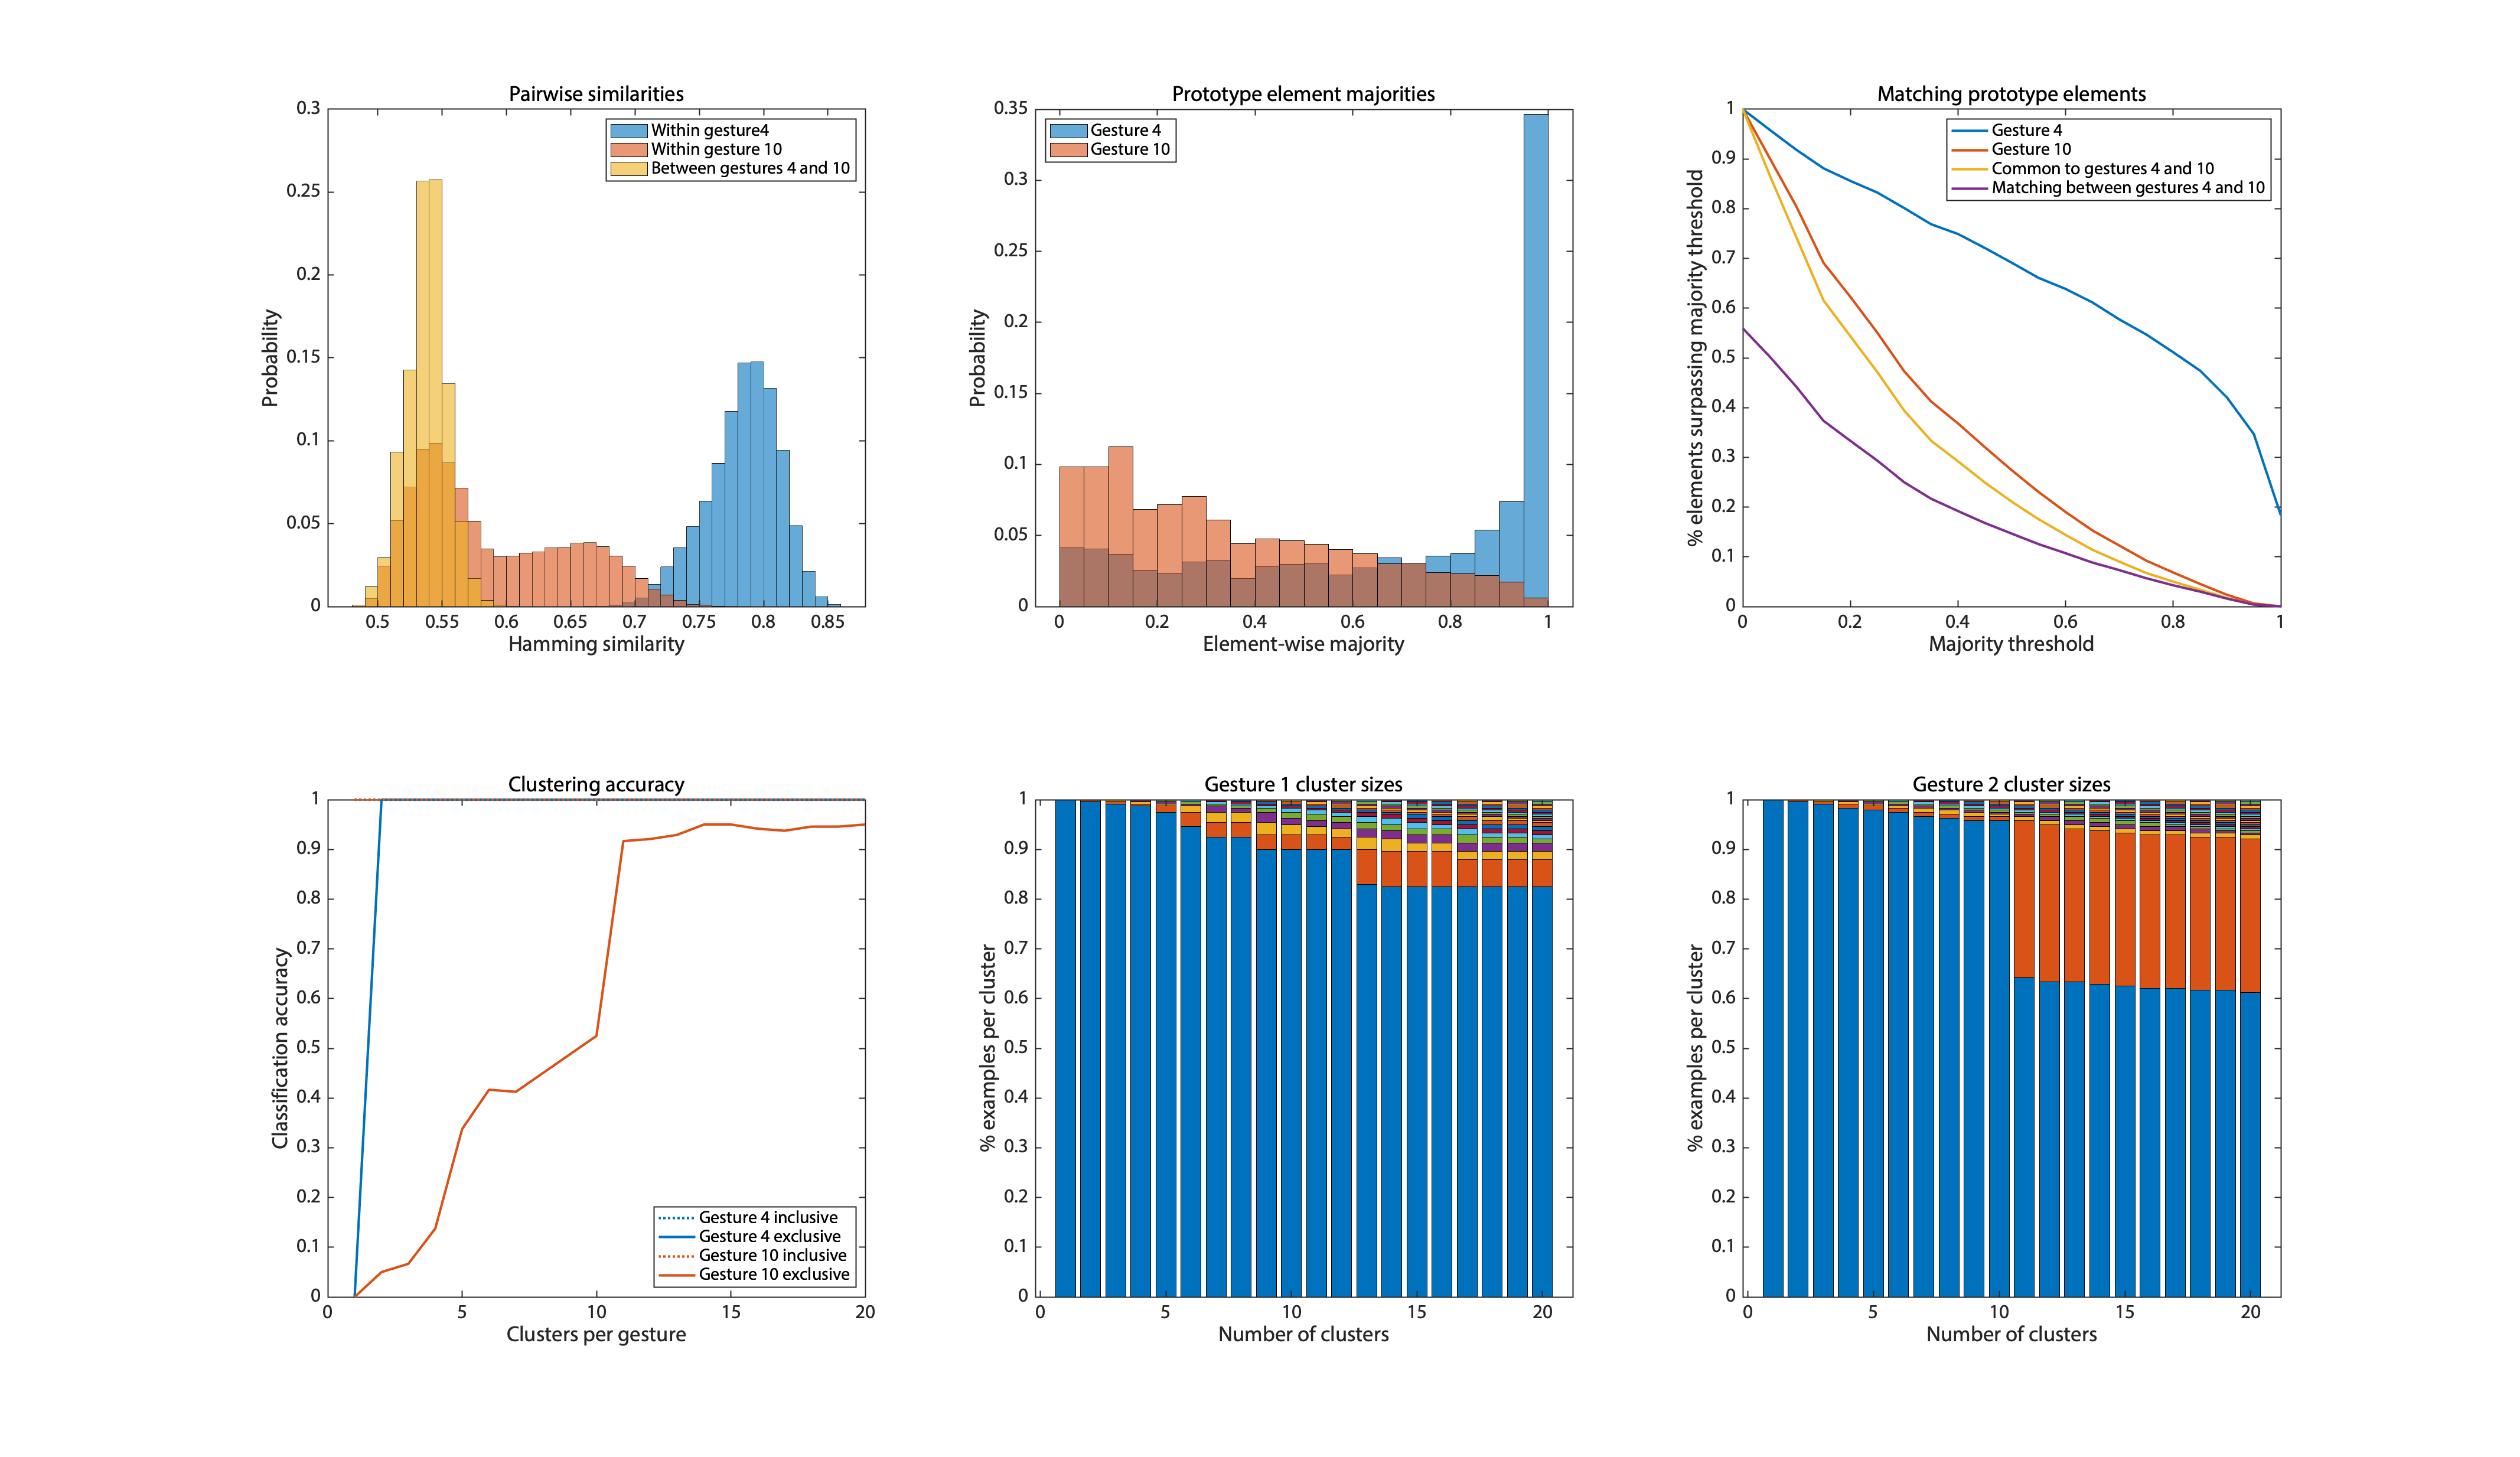 Pairwise similarities
0.3
0.25
0.2
0.15
0.1
0.05
0
Probability
Within gesture4
Within gesture 10
Between gestures 4 and 10
0.5 0.55 0.6 0.65 0.7 0.75 0.8 0.85
Hamming similarity
Prototype element majorities
0.35
0.3
0.25
0.2
0.15
0.1
0.05
0
Probability
Gesture 4
Gesture 10
0 0.2 0.4 0.6 0.8 1
Element-wise majority
Matching prototype elements
1
0.9
0.8
0.7
0.6
0.5
0.4
0.3
0.2
0.1
0
% elements surpassing majority threshold
Gesture 4
Gesture 10
Common to gestures 4 and 10
Matching between gestures 4 and 10
0 0.2 0.4 0.6 0.8 1
Majority threshold
Clustering accuracy
1
0.9
0.8
0.7
0.6
0.5
0.4
0.3
0.2
0.1
0
Classification accuracy
Gesture 4 inclusive
Gesture 4 exclusive
Gesture 10 inclusive
Gesture 10 exclusive
0 5 10 15 20
Clusters per gesture
Gesture 1 cluster sizes
1
0.9
0.8
0.7
0.6
0.5
0.4
0.3
0.2
0.1
0
% examples per cluster
0 5 10 15 20
Number of clusters
Gesture 2 cluster sizes
1
0.9
0.8
0.7
0.6
0.5
0.4
0.3
0.2
0.1
0
% examples per cluster
0 5 10 15 20
Number of clusters